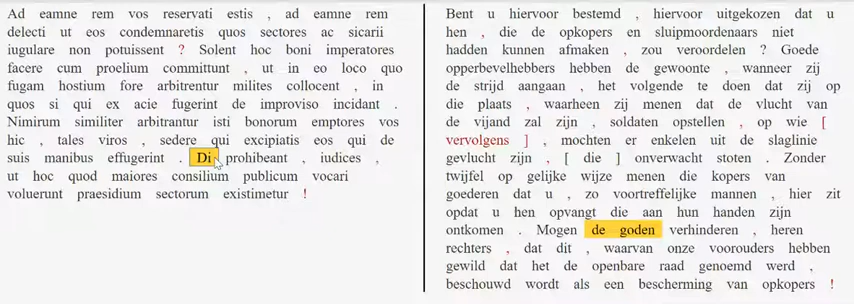 Ad eamne rem vos reservati estis , ad eamne rem
delecti ut eos condemnaretis quos sectores ac sicarii
iugulare non potuissent ? Solent hoc boni imperatores
facere cum proelium committunt , ut in eo loco quo
fugam hostium fore arbitrentur milites collocent , in
quos si qui ex acie fugerint de improviso incidant .
Nimirum similiter arbitrantur isti bonorum emptores vos
hic , tales viros , sedere qui excipiatis eos qui de
suis manibus effugerint . Di prohibeant , iudices ,
ut hoc quod maiores consilium publicum vocari
voluerunt praesidium sectorum existimetur !
Bent u hiervoor bestemd , hiervoor uitgekozen dat u
hen , die de opkopers en sluipmoordenaars niet
hadden kunnen afmaken , zou veroordelen ? Goede
opperbevelhebbers hebben de gewoonte , wanneer zij
de strijd aangaan , het volgende te doen dat zij op
die plaats , waarheen zij menen dat de vlucht van
de vijand zal zijn , soldaten opstellen , op wie [
vervolgens ] , mochten er enkelen uit de slaglinie
gevlucht zijn , [ die ] onverwacht stoten . Zonder
twijfel op gelijke wijze menen die kopers van
goederen dat u , zo voortreffelijke mannen , hier zit
opdat u hen opvangt die aan hun handen zijn
ontkomen . Mogen de goden verhinderen , heren
rechters , dat dit , waarvan onze voorouders hebben
gewild dat het de openbare raad genoemd werd ,
beschouwd wordt als een bescherming van opkopers !